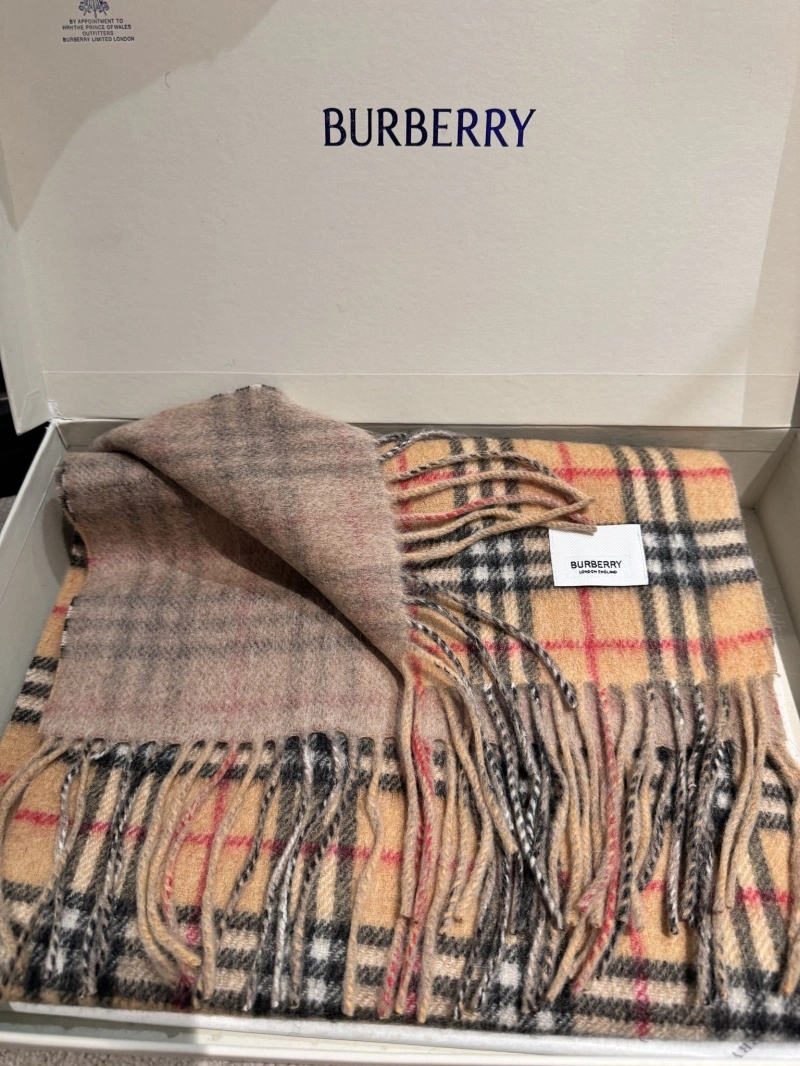 BY APPOINTMENT TO
HRH THE PRINCE OF WALES
OUTFITTERS
BURBERRY LIMITED LONDON
BURBERRY
BURBERRY
LONDON ENGLAND